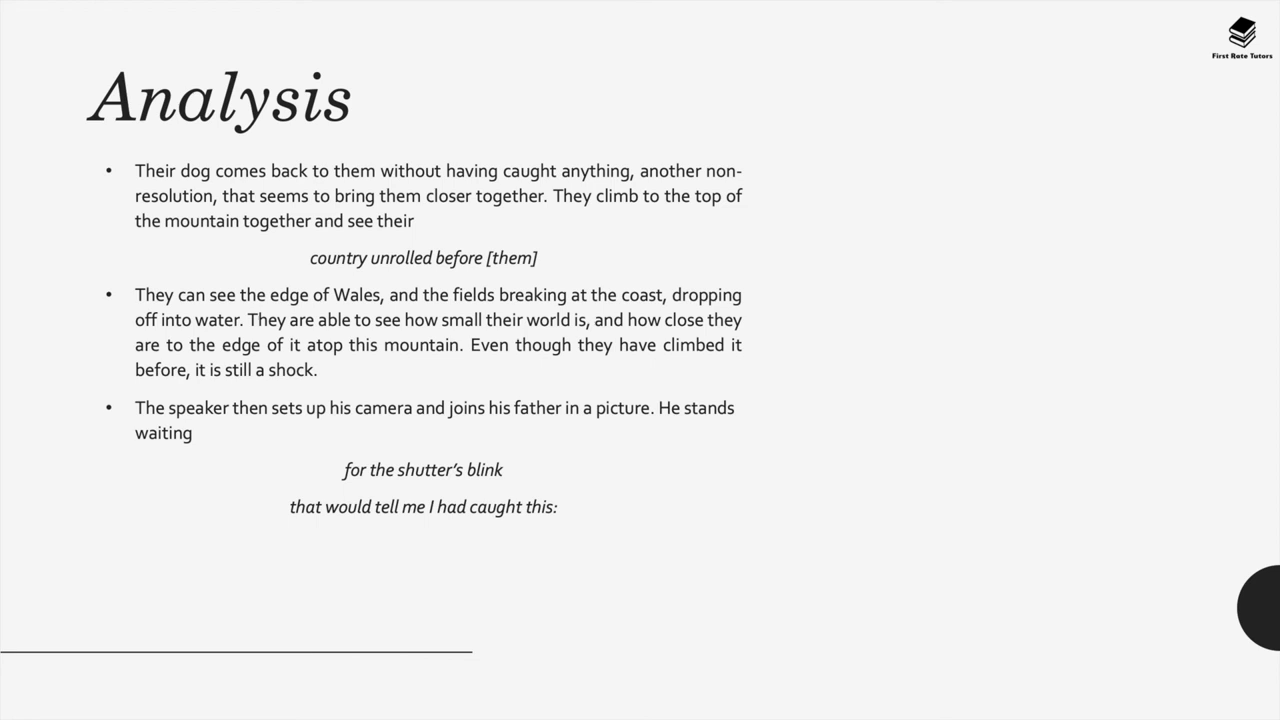 First Rate Tutors
Analysis
• Their dog comes back to them without having caught anything, another non-
resolution, that seems to bring them closer together. They climb to the top of
the mountain together and see their
country unrolled before [them]
• They can see the edge of Wales, and the fields breaking at the coast, dropping
off into water. They are able to see how small their world is, and how close they
are to the edge of it atop this mountain. Even though they have climbed it
before, it is still a shock.
• The speaker then sets up his camera and joins his father in a picture. He stands
waiting
for the shutter’s blink
that would tell me I had caught this: